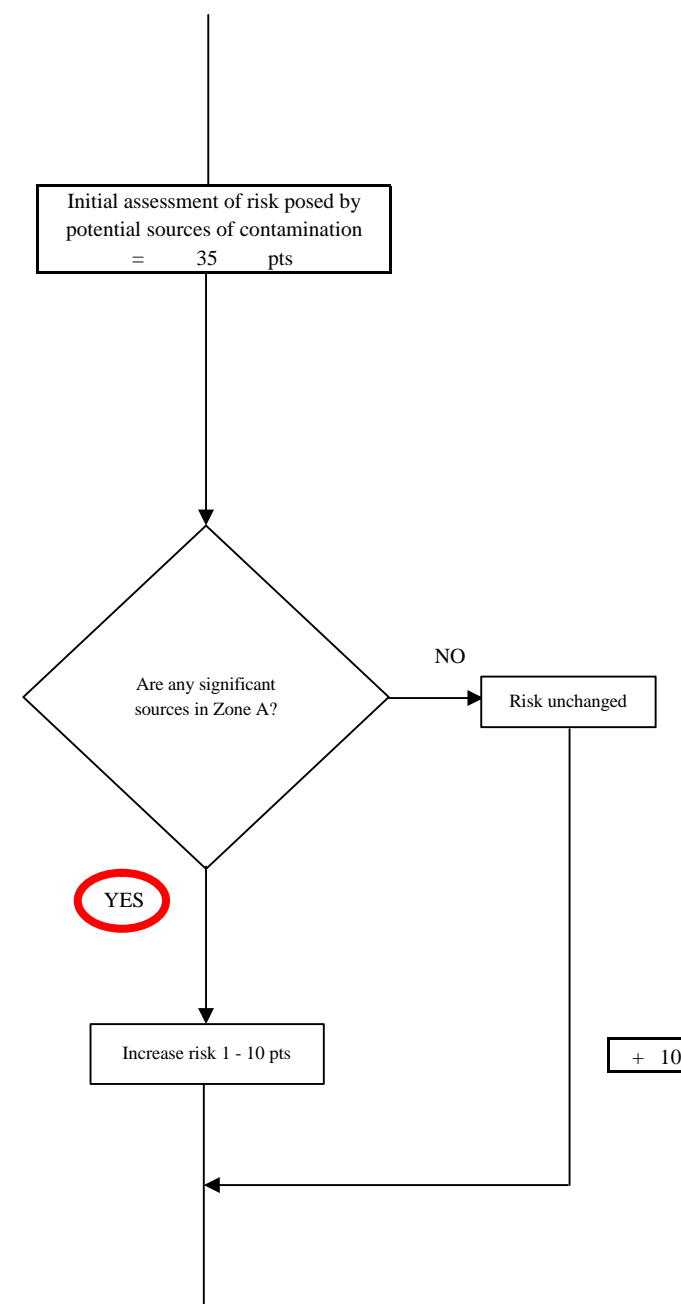 Initial assessment of risk posed by
potential sources of contamination
= 35 pts
NO
Are any significant
sources in Zone A?
Risk unchanged
YES
Increase risk 1 - 10 pts
+ 10